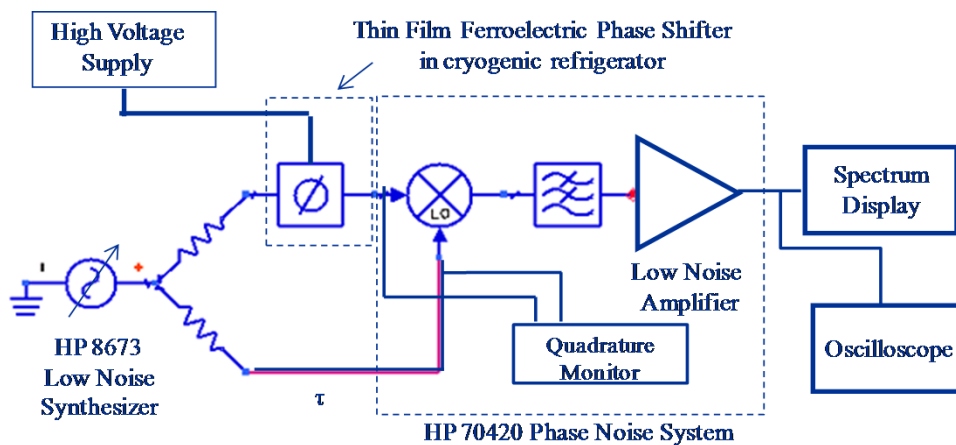 High Voltage
Supply
Thin Film Ferroelectric Phase Shifter
in cryogenic refrigerator
LO
Spectrum
Display
Low Noise
Amplifier
Quadrature
Monitor
Oscilloscope
HP 8673
Low Noise
Synthesizer
τ
HP 70420 Phase Noise System